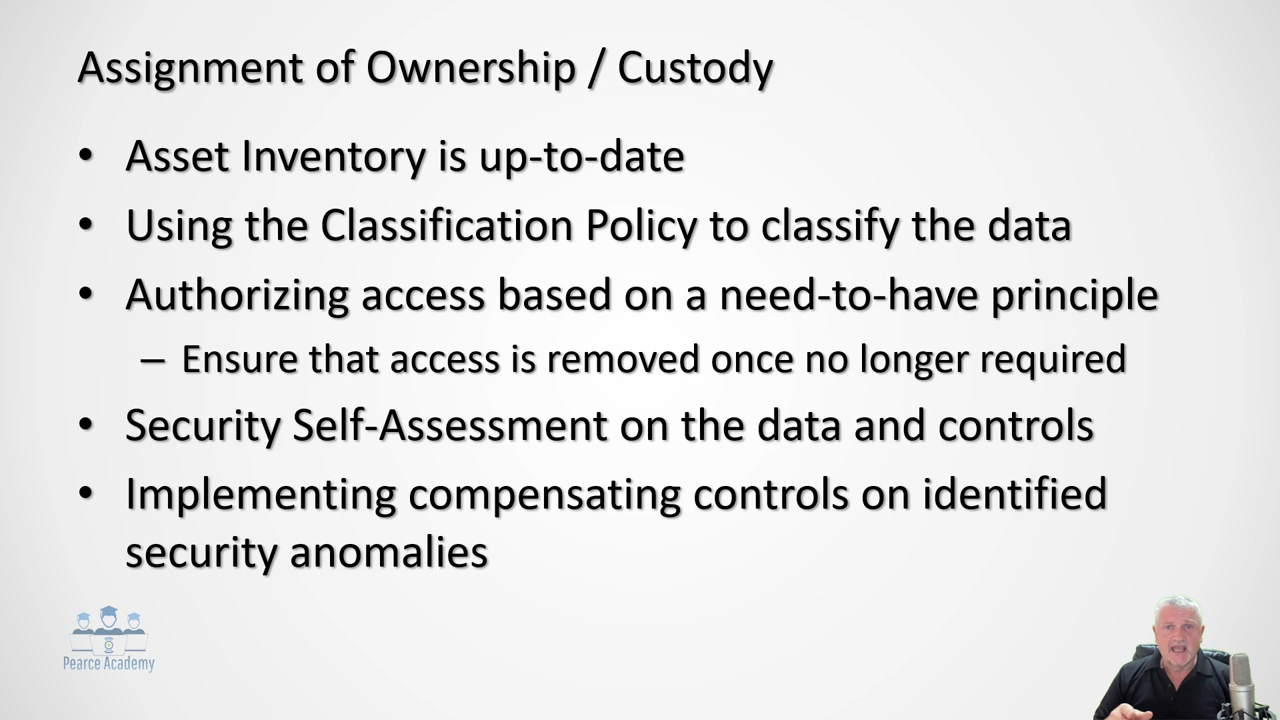 Assignment of Ownership / Custody
• Asset Inventory is up-to-date
• Using the Classification Policy to classify the data
• Authorizing access based on a need-to-have principle
– Ensure that access is removed once no longer required
• Security Self-Assessment on the data and controls
• Implementing compensating controls on identified
security anomalies
Pearce Academy